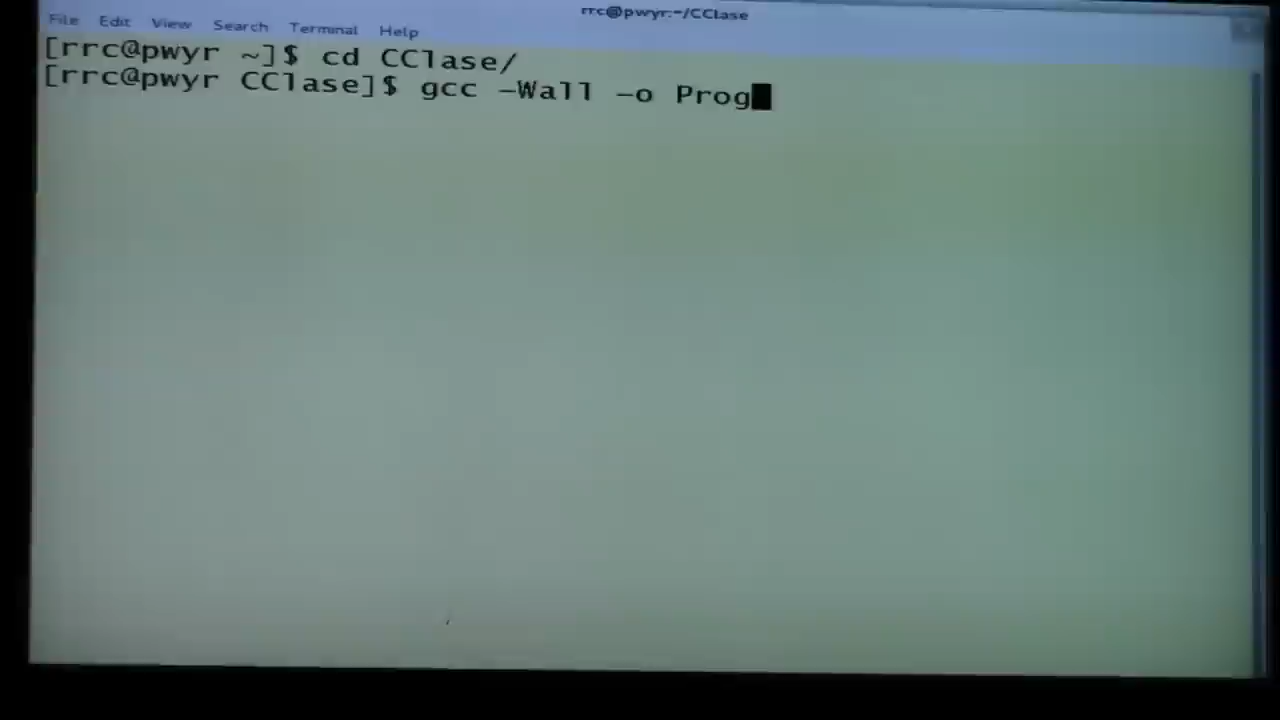 rrc@pwyr:~/CClase
File Edit View Search Terminal Help
[rrc@pwyr ~]$ cd CClase/
[rrc@pwyr CClase]$ gcc -Wall -o Prog